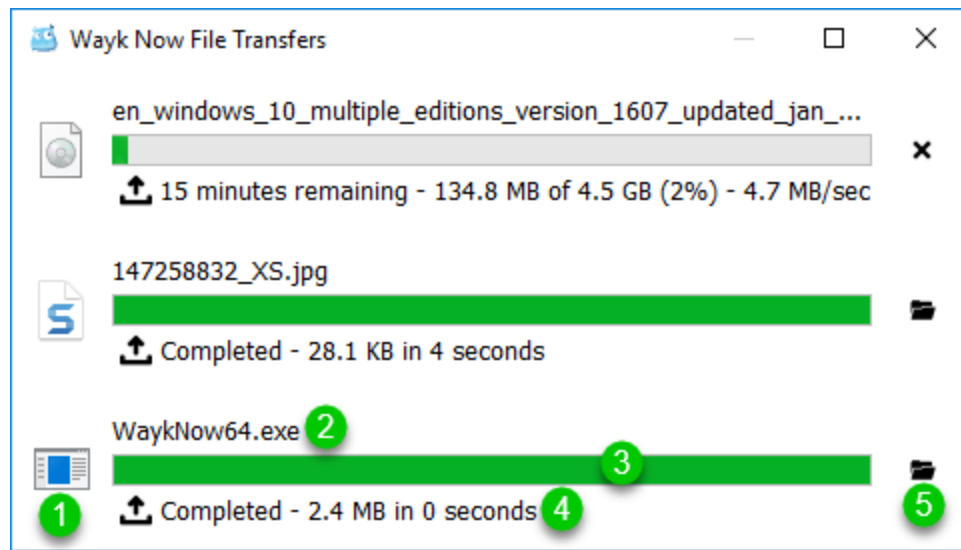 Wayk Now File Transfers
en_windows_10_multiple_editions_version_1607_updated_jan_...
15 minutes remaining - 134.8 MB of 4.5 GB (2%) - 4.7 MB/sec
147258832_XS.jpg
S
Completed - 28.1 KB in 4 seconds
WaykNow64.exe 2
3
1 Completed - 2.4 MB in 0 seconds 4 5